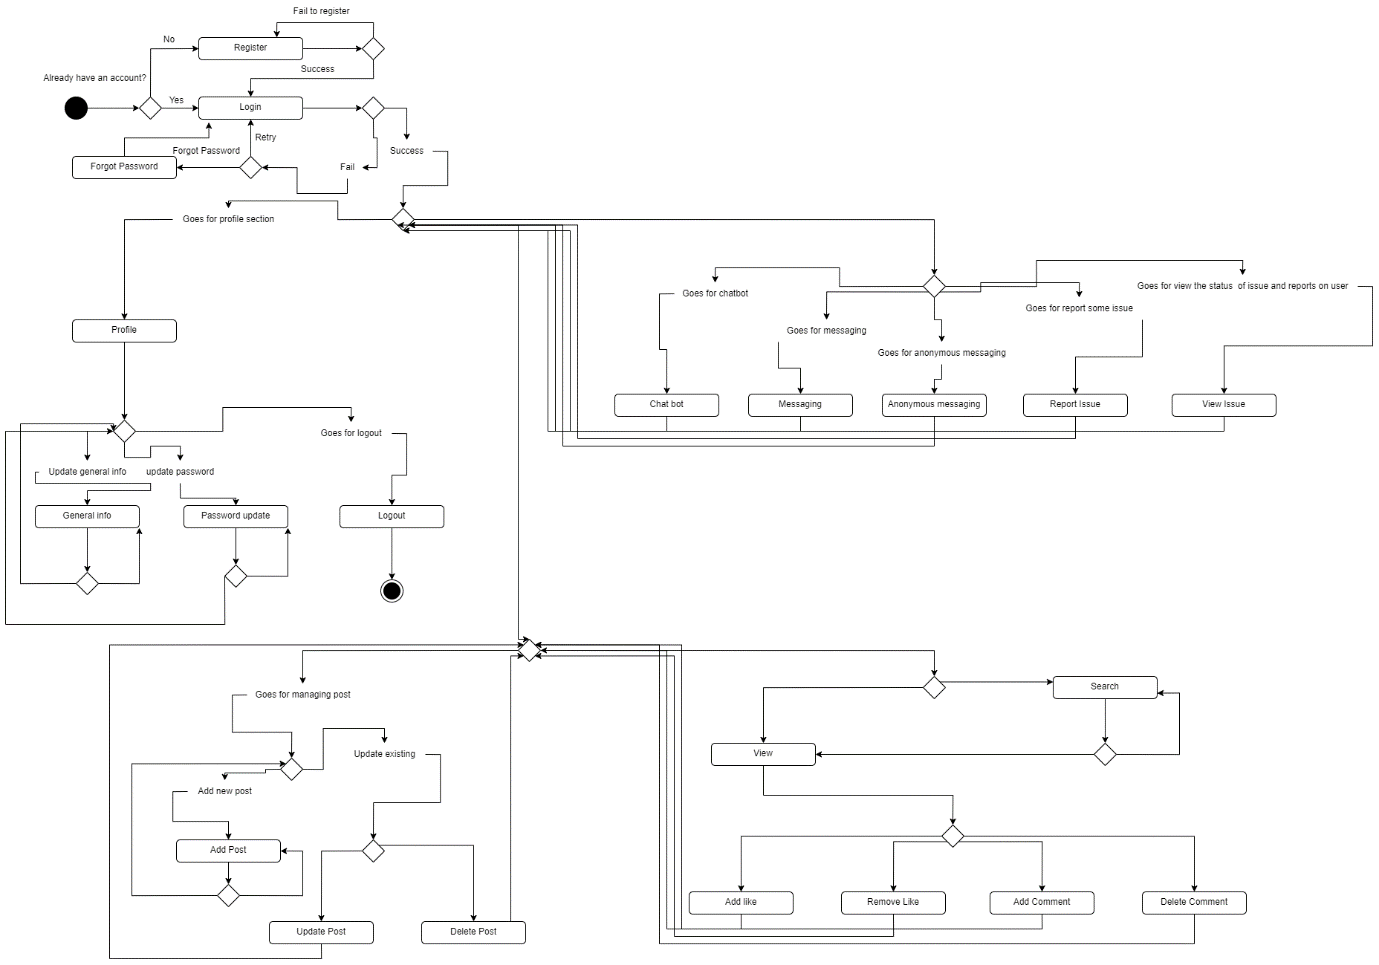 Fail to register
No
Register
Success
Already have an account?
Yes
Login
Retry
Forgot Password
Success
Forgot Password
Fail
Goes for profile section
Goes for chatbot
Goes for view the status  of issue and reports on user
Goes for report some issue
Goes for messaging
Goes for anonymous messaging
Profile
Chat bot
Messaging
Anonymous messaging
Report Issue
View Issue
Goes for logout
Update general info
update password
General info
Password update
Logout
Goes for managing post
Search
Update existing
View
Add new post
Add Post
Add like
Remove Like
Add Comment
Delete Comment
Update Post
Delete Post